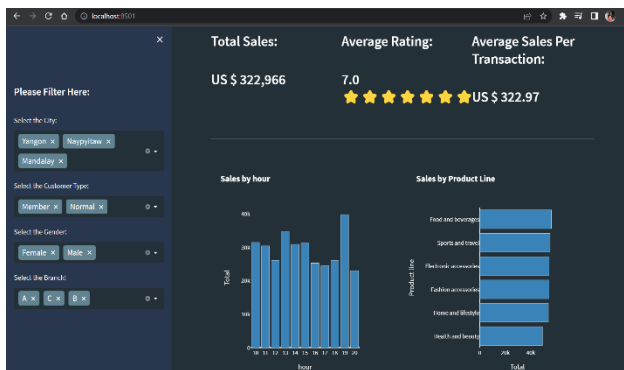 localhost:8501
Please Filter Here:
Select the City:
Yangon × Naypyitaw ×
Mandalay ×
Select the Customer Type:
Member × Normal ×
Select the Gender:
Female × Male ×
Select the Branch:
A × C × B ×
Total Sales:
US $ 322,966
Average Rating:
7.0
Average Sales Per
Transaction:
US $ 322.97
Sales by hour
Total
40k
30k
20k
10k
0
10 11 12 13 14 15 16 17 18 19 20
hour
Sales by Product Line
Product line
Food and beverages
Sports and travel
Electronic accessories
Fashion accessories
Home and lifestyle
Health and beauty
0 20k 40k
Total